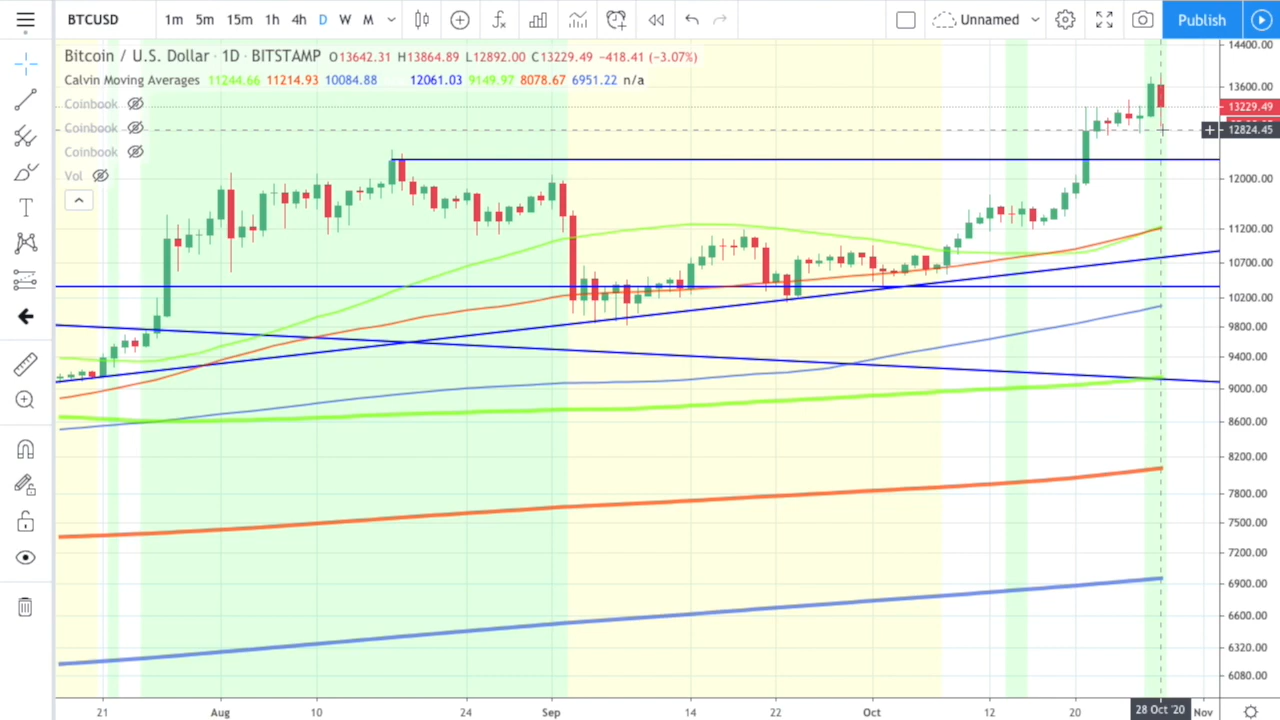 BTCUSD 1m 5m 15m 1h 4h D W M Unnamed Publish
Bitcoin / U.S. Dollar · 1D · BITSTAMP O13642.31 H13864.89 L12892.00 C13229.49 -418.41 (-3.07%)
Calvin Moving Averages 11244.66 11214.93 10084.88 12061.03 9149.97 8078.67 6951.22 n/a
Coinbook
Coinbook
Coinbook
Vol
14400.00
13600.00
13229.49
12824.45
12000.00
11200.00
10700.00
10200.00
9800.00
9400.00
9000.00
8600.00
8200.00
7800.00
7500.00
7200.00
6900.00
6600.00
6320.00
6080.00
21 Aug 10 24 Sep 14 22 Oct 12 20 28 Oct '20 Nov